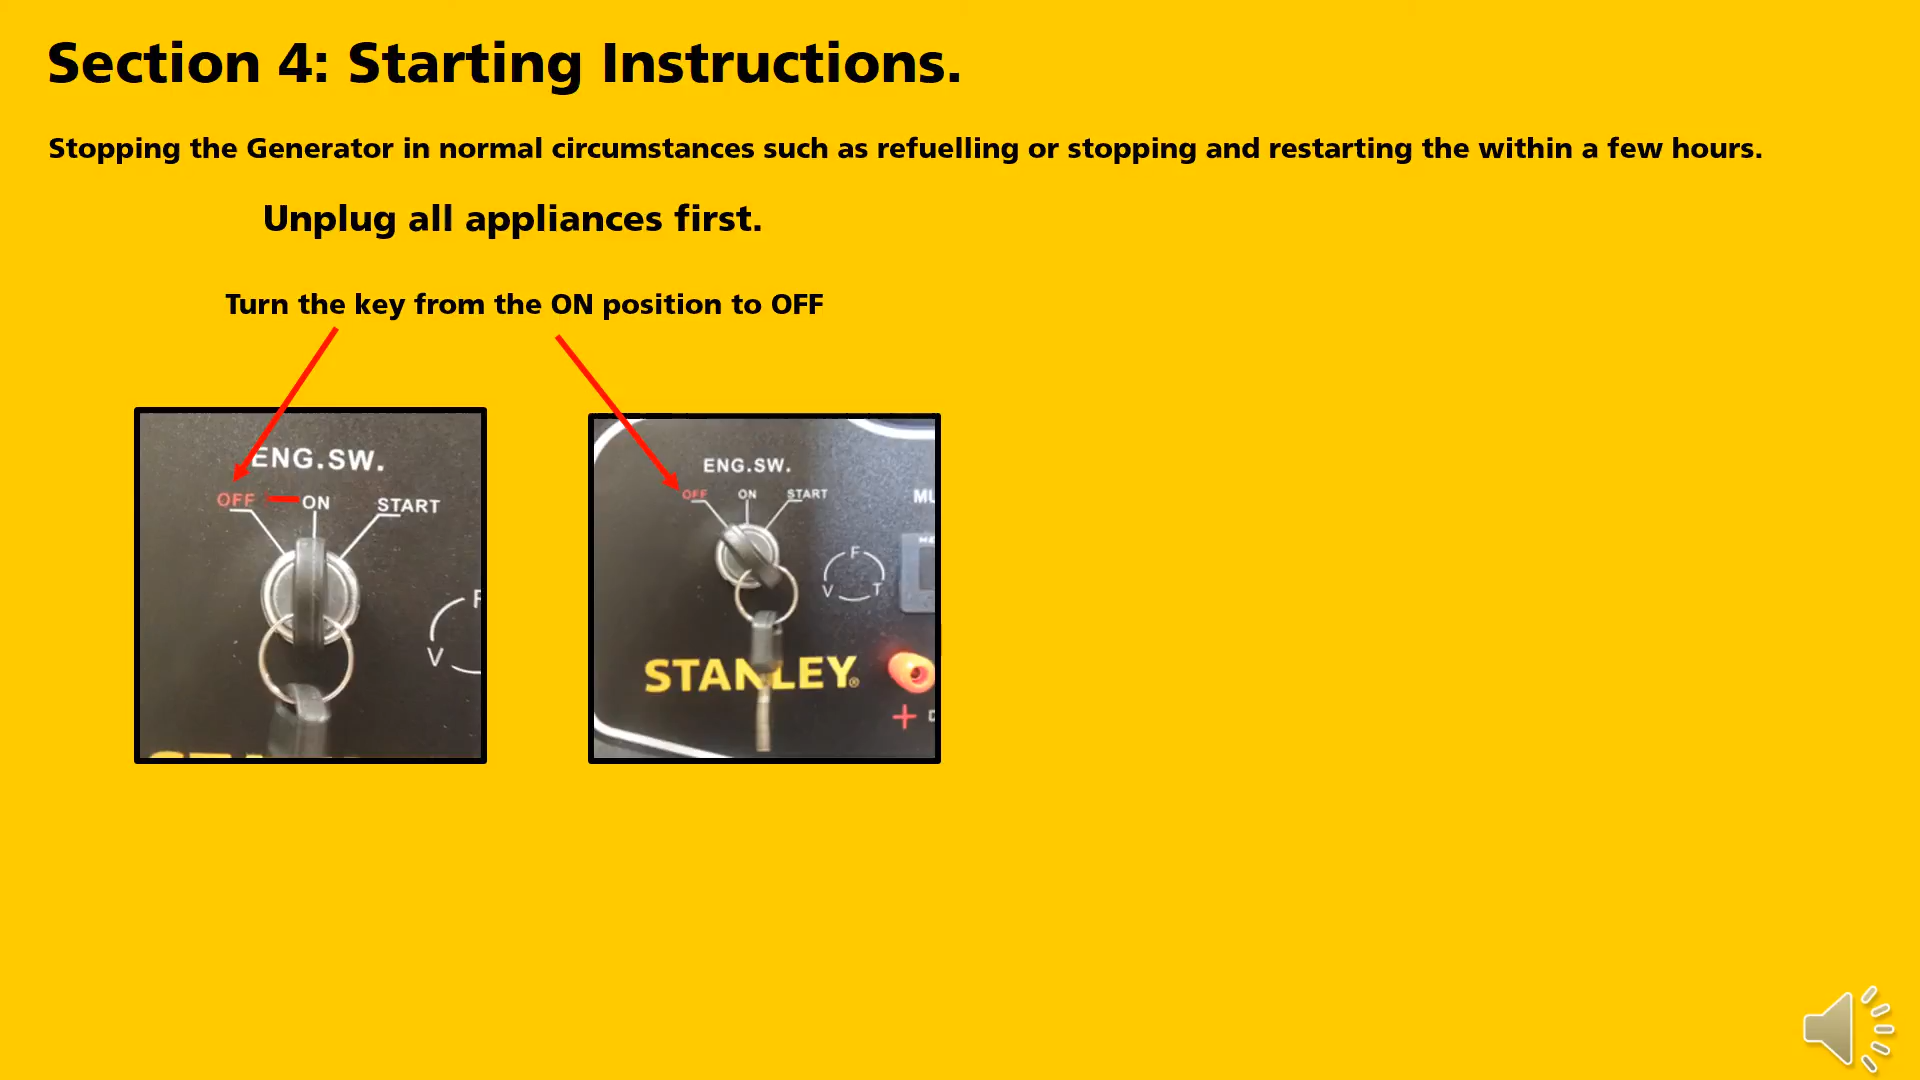 Section 4: Starting Instructions.
Stopping the Generator in normal circumstances such as refuelling or stopping and restarting the within a few hours.
Unplug all appliances first.
Turn the key from the ON position to OFF
ENG.SW.
OFF ON START
F
V
ENG.SW.
OFF ON START
MU
F
V T
STANLEY
+ D